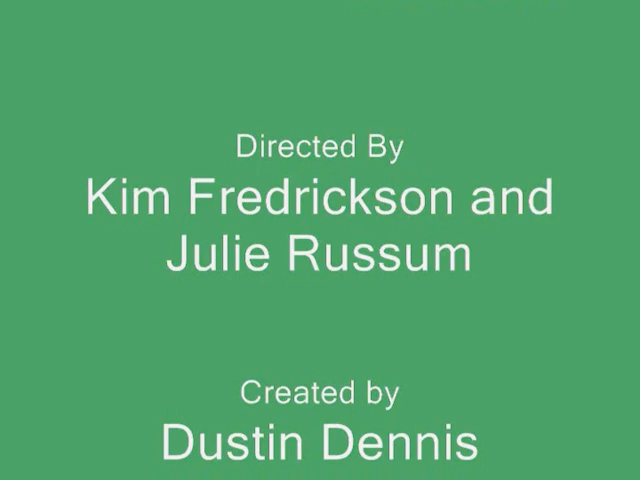 Directed By
Kim Fredrickson and
Julie Russum
Created by
Dustin Dennis